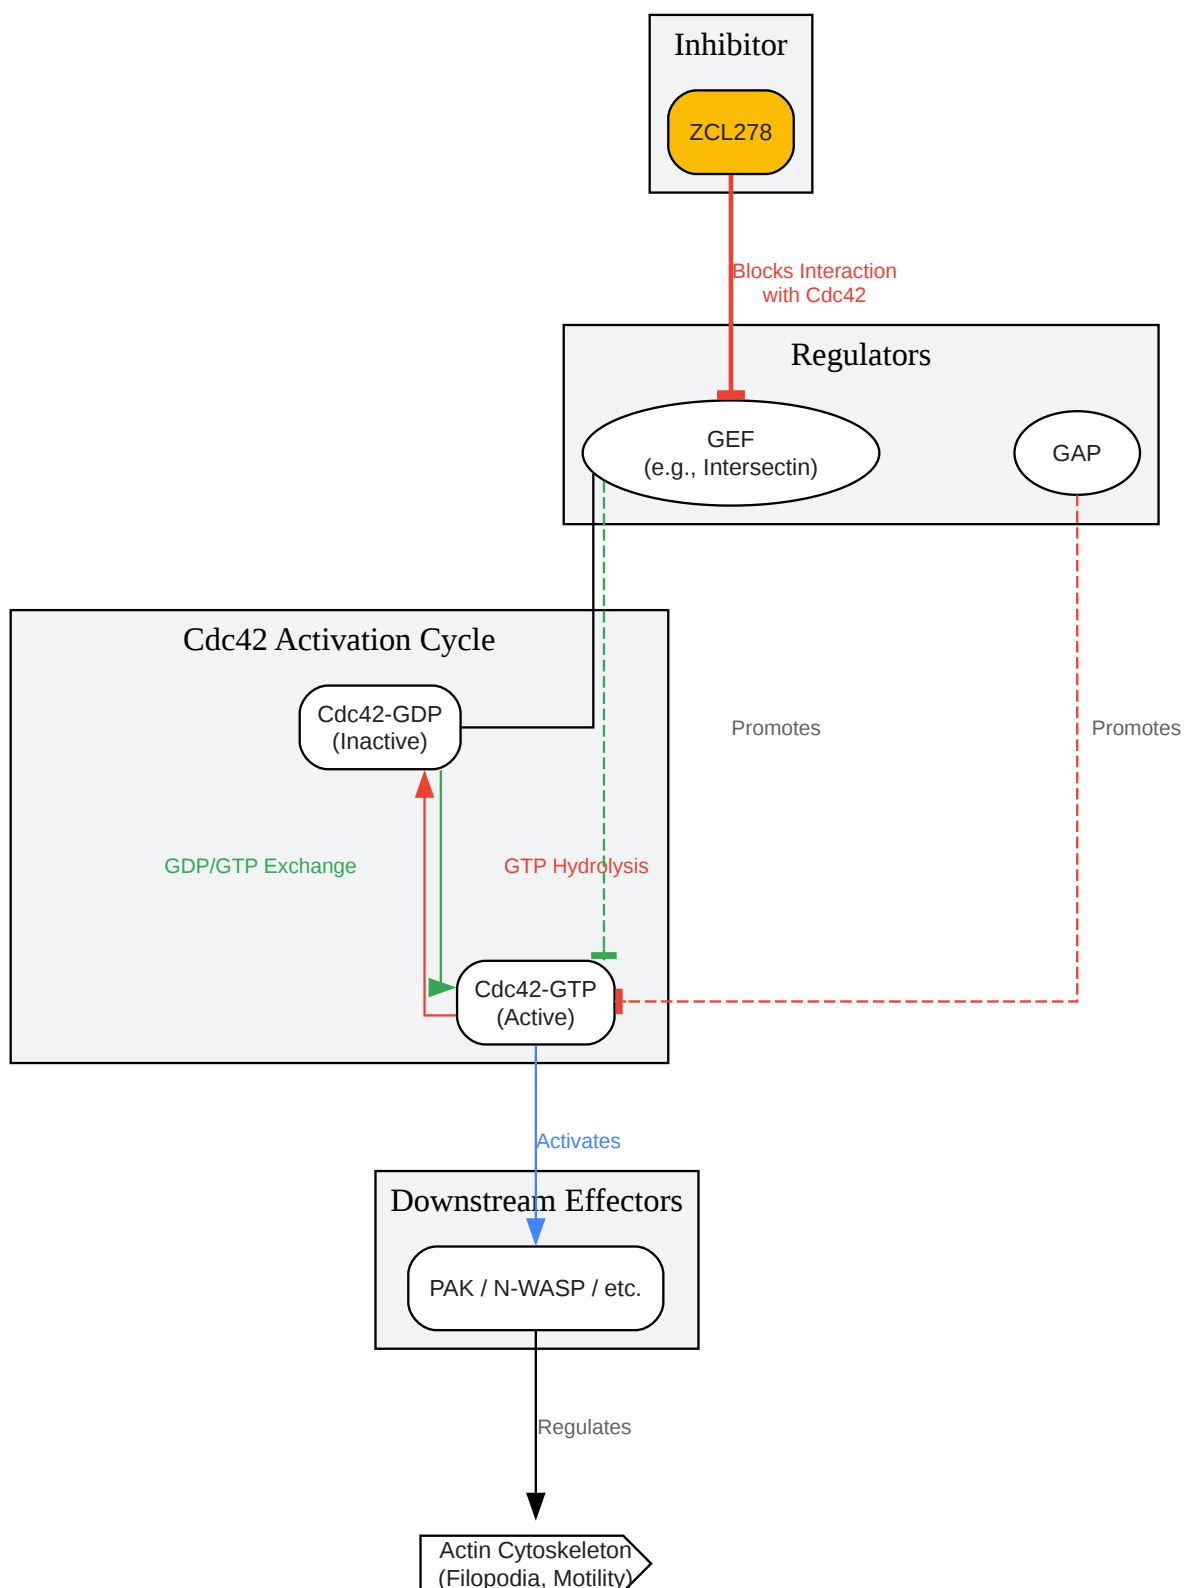 Inhibitor
ZCL278
Blocks Interaction
with Cdc42
Regulators
GEF
(e.g., Intersectin)
GAP
Cdc42 Activation Cycle
Cdc42-GDP
(Inactive)
Promotes
Promotes
GDP/GTP Exchange
GTP Hydrolysis
Cdc42-GTP
(Active)
Activates
Downstream Effectors
PAK / N-WASP / etc.
Regulates
Actin Cytoskeleton
(Filopodia, Motility)